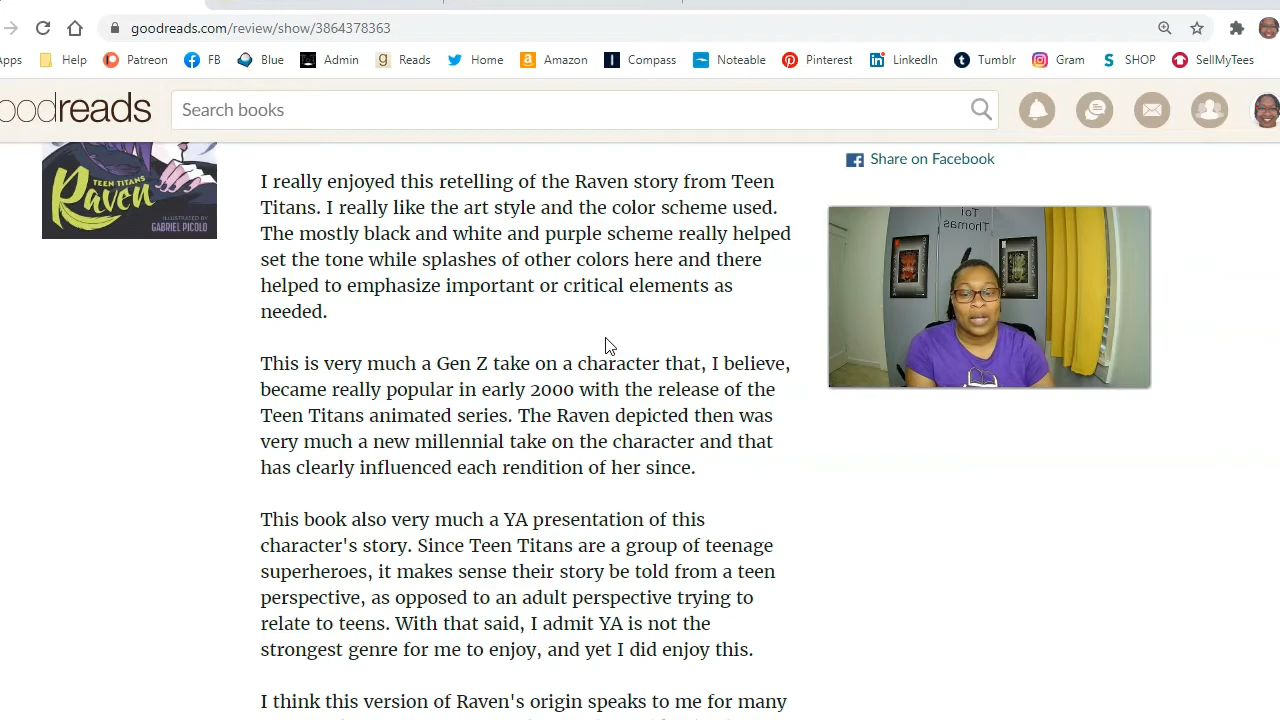 goodreads.com/review/show/3864378363
Apps Help Patreon FB Blue Admin Reads Home Amazon Compass Noteable Pinterest LinkedIn Tumblr Gram SHOP SellMyTees
oodreads Search books
Share on Facebook
TEEN TITANS
Raven
ILLUSTRATED BY
GABRIEL PICOLO
I really enjoyed this retelling of the Raven story from Teen
Titans. I really like the art style and the color scheme used.
The mostly black and white and purple scheme really helped
set the tone while splashes of other colors here and there
helped to emphasize important or critical elements as
needed.
This is very much a Gen Z take on a character that, I believe,
became really popular in early 2000 with the release of the
Teen Titans animated series. The Raven depicted then was
very much a new millennial take on the character and that
has clearly influenced each rendition of her since.
This book also very much a YA presentation of this
character's story. Since Teen Titans are a group of teenage
superheroes, it makes sense their story be told from a teen
perspective, as opposed to an adult perspective trying to
relate to teens. With that said, I admit YA is not the
strongest genre for me to enjoy, and yet I did enjoy this.
I think this version of Raven's origin speaks to me for many
Toi
Thomas